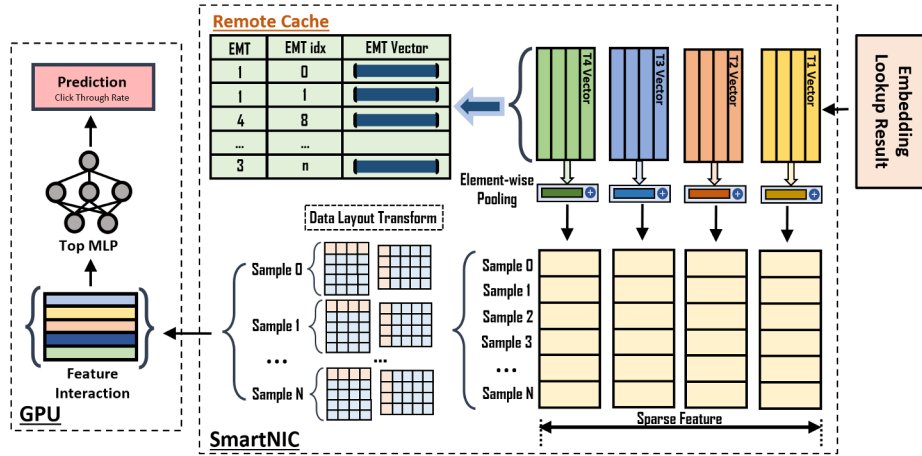 Remote Cache
EMT EMT idx EMT Vector
1 0
1 1
4 8
... ...
3 n
T4 Vector
T3 Vector
T2 Vector
T1 Vector
Embedding
Lookup Result
Element-wise
Pooling
Prediction
Click Through Rate
Top MLP
Feature
Interaction
GPU
Data Layout Transform
Sample 0
Sample 1
...
...
Sample N
Sample 0
Sample 1
Sample 2
Sample 3
...
Sample N
Sparse Feature
SmartNIC